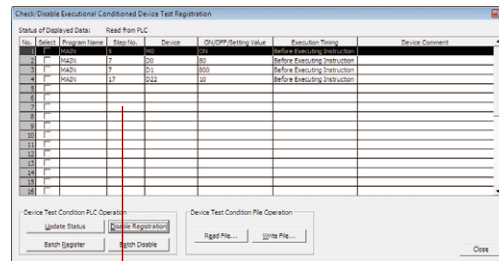 Check/Disable Executional Conditioned Device Test Registration
Status of Displayed Data: Read from PLC
No. Select Program Name Step No. Device ON/OFF/Setting Value Execution Timing Device Comment
1 MAIN 5 M0 ON Before Executing Instruction
2 MAIN 7 D0 80 Before Executing Instruction
3 MAIN 7 D1 800 Before Executing Instruction
4 MAIN 17 D22 10 Before Executing Instruction
5
6
7
8
9
10
11
12
13
14
15
16
Device Test Condition PLC Operation Device Test Condition File Operation
Update Status Disable Registration
Read File... Write File...
Batch Register Batch Disable
Close